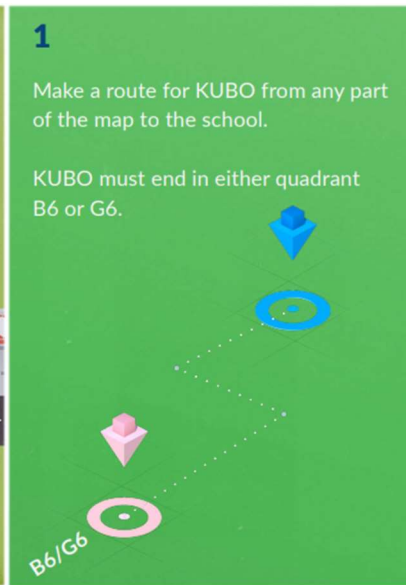 1
Make a route for KUBO from any part
of the map to the school.
KUBO must end in either quadrant
B6 or G6.
B6/G6